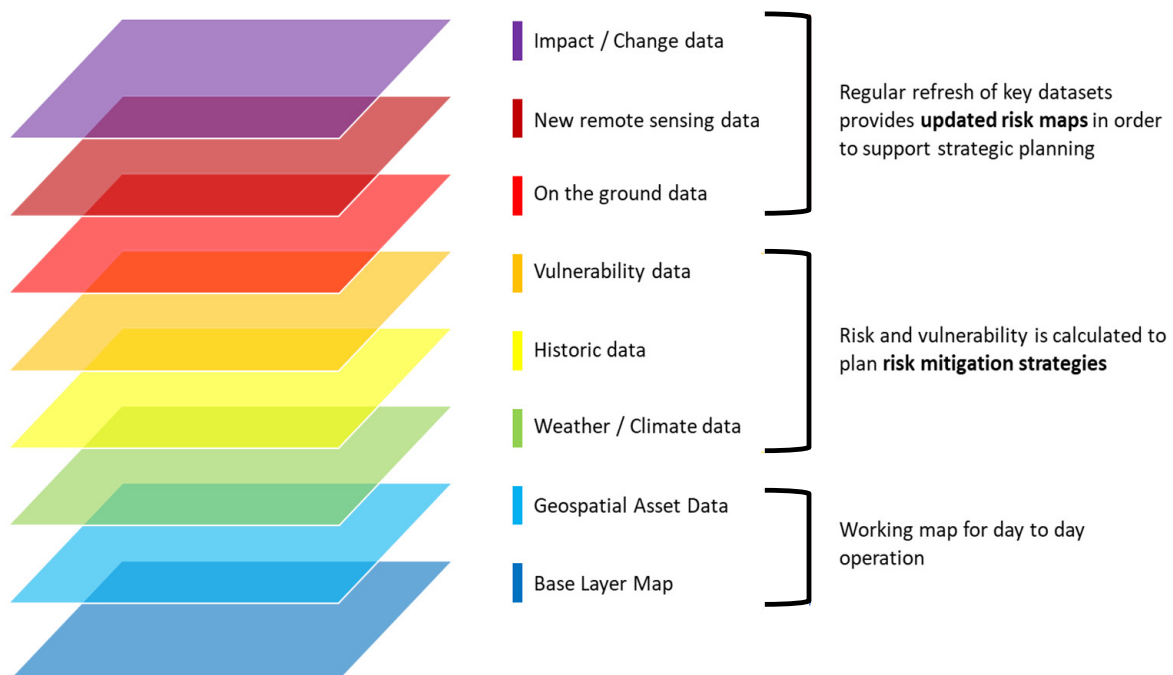 Impact / Change data
New remote sensing data
On the ground data
Regular refresh of key datasets
provides updated risk maps in order
to support strategic planning
Vulnerability data
Historic data
Weather / Climate data
Risk and vulnerability is calculated to
plan risk mitigation strategies
Geospatial Asset Data
Base Layer Map
Working map for day to day
operation